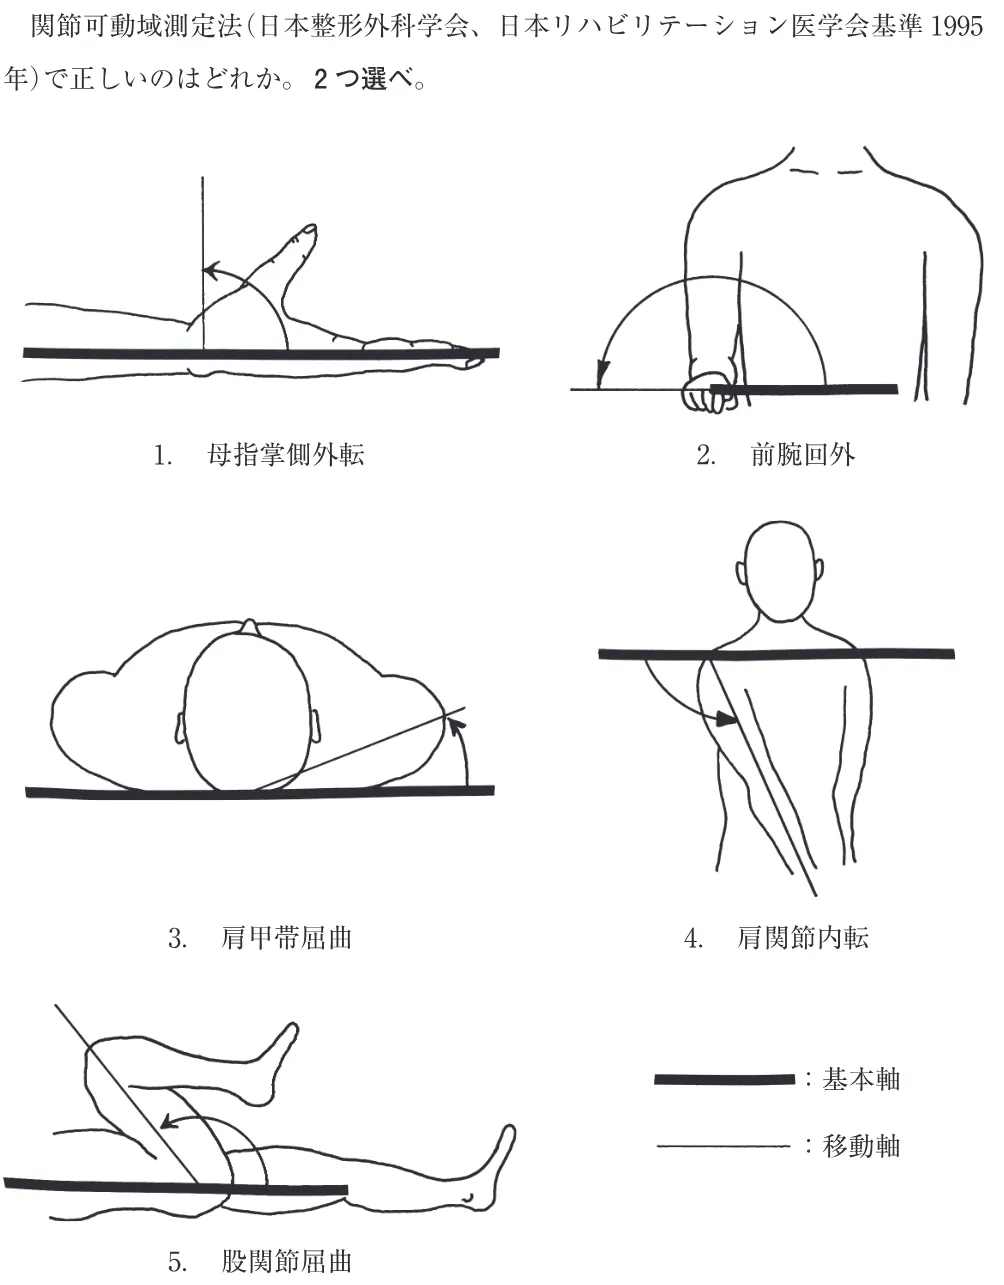 関節可動域測定法(日本整形外科学会、日本リハビリテーション医学会基準 1995
年)で正しいのはどれか。2つ選べ。
1. 母指掌側外転
2. 前腕回外
3. 肩甲帯屈曲
4. 肩関節内転
：基本軸
：移動軸
5. 股関節屈曲